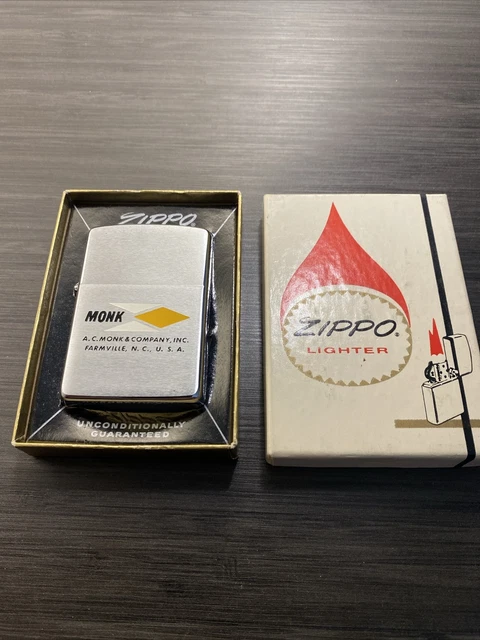 ZIPPO.
MONK
A.C. MONK & COMPANY, INC.
FARMVILLE, N. C., U. S. A.
UNCONDITIONALLY
GUARANTEED
ZIPPO.
LIGHTER